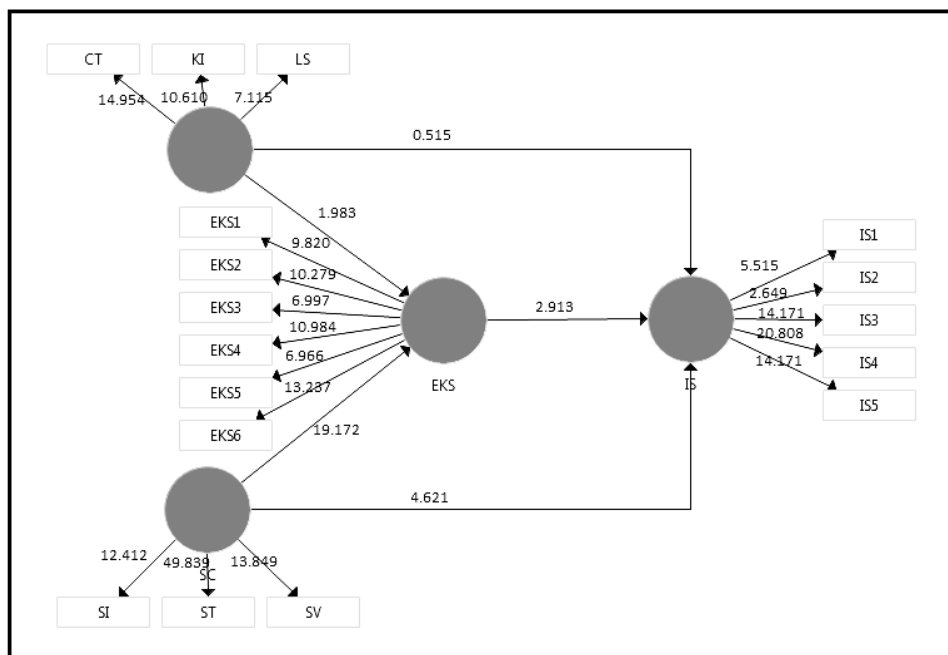 CT KI LS
14.954 10.610 7.115
0.515
1.983
EKS1
9.820
EKS2
10.279
EKS3
6.997
EKS4
10.984
EKS5
6.966
EKS6
13.237
EKS
2.913
IS
IS1
5.515
IS2
2.649
IS3
14.171
IS4
20.808
IS5
14.171
19.172
4.621
12.412 49.839 13.849
SC
SI ST SV